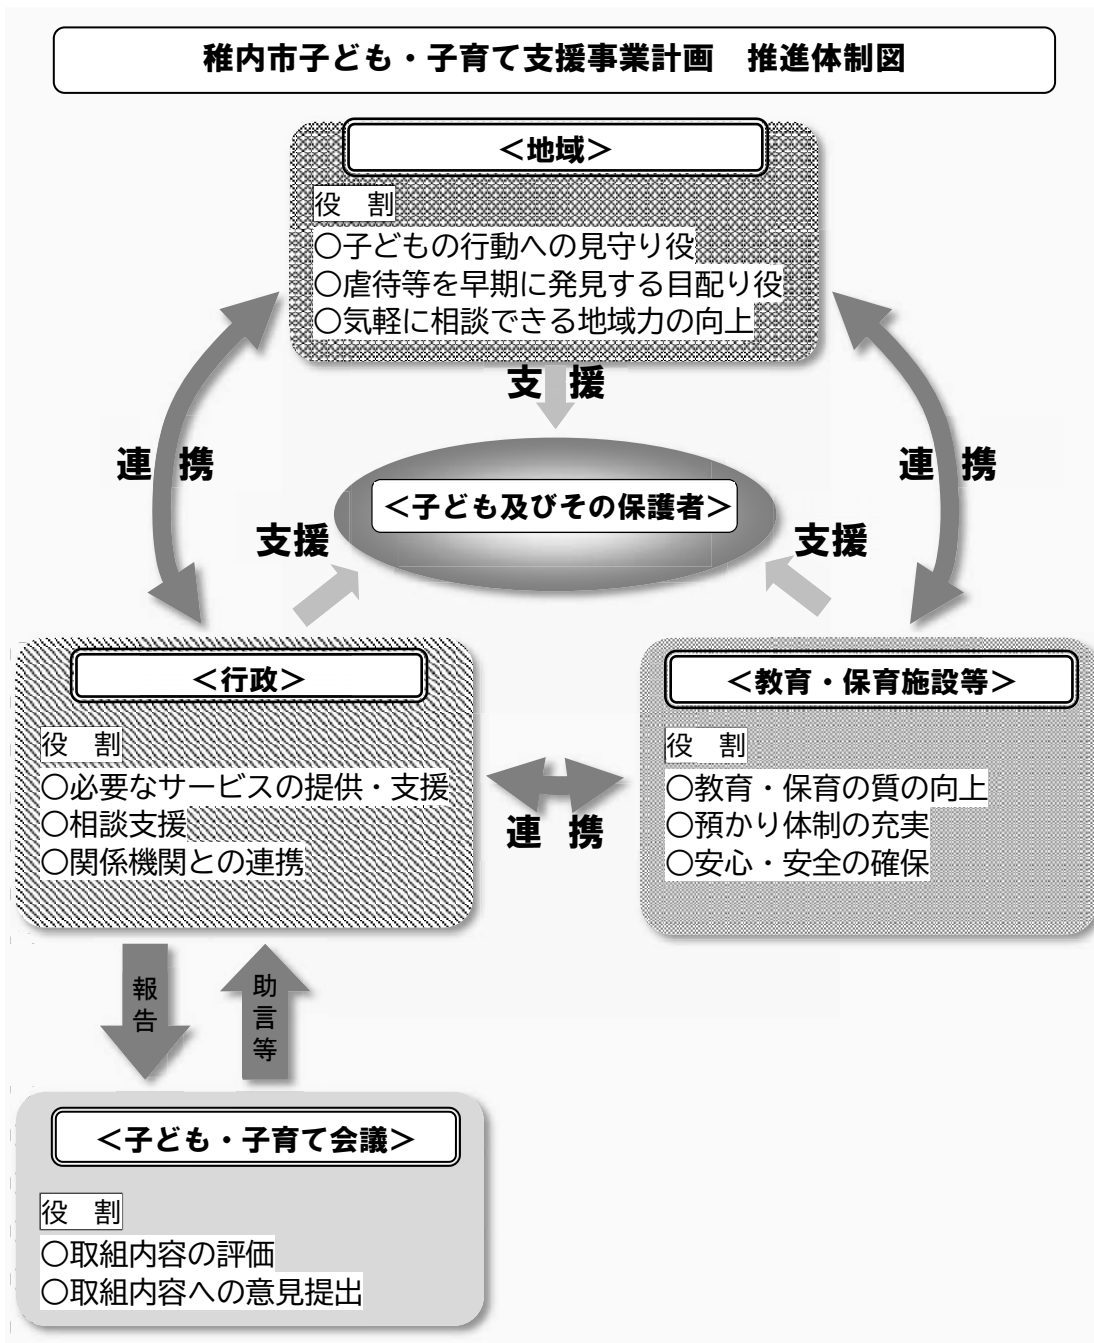 稚内市子ども・子育て支援事業計画　推進体制図
＜地域＞
役　割
○子どもの行動への見守り役
○虐待等を早期に発見する目配り役
○気軽に相談できる地域力の向上
支　援
連　携
連　携
＜子ども及びその保護者＞
支援
支援
＜行政＞
役　割
○必要なサービスの提供・支援
○相談支援
○関係機関との連携
連　携
＜教育・保育施設等＞
役　割
○教育・保育の質の向上
○預かり体制の充実
○安心・安全の確保
報告
助言等
＜子ども・子育て会議＞
役　割
○取組内容の評価
○取組内容への意見提出